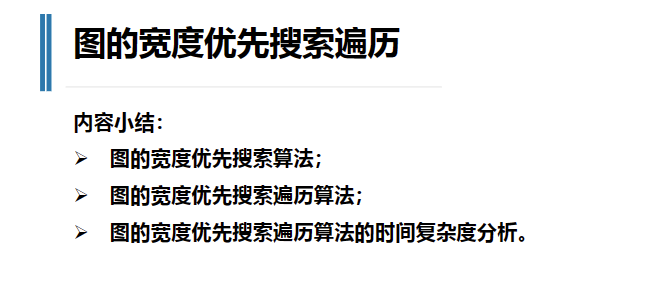 图的宽度优先搜索遍历
内容小结：
➢ 图的宽度优先搜索算法；
➢ 图的宽度优先搜索遍历算法；
➢ 图的宽度优先搜索遍历算法的时间复杂度分析。